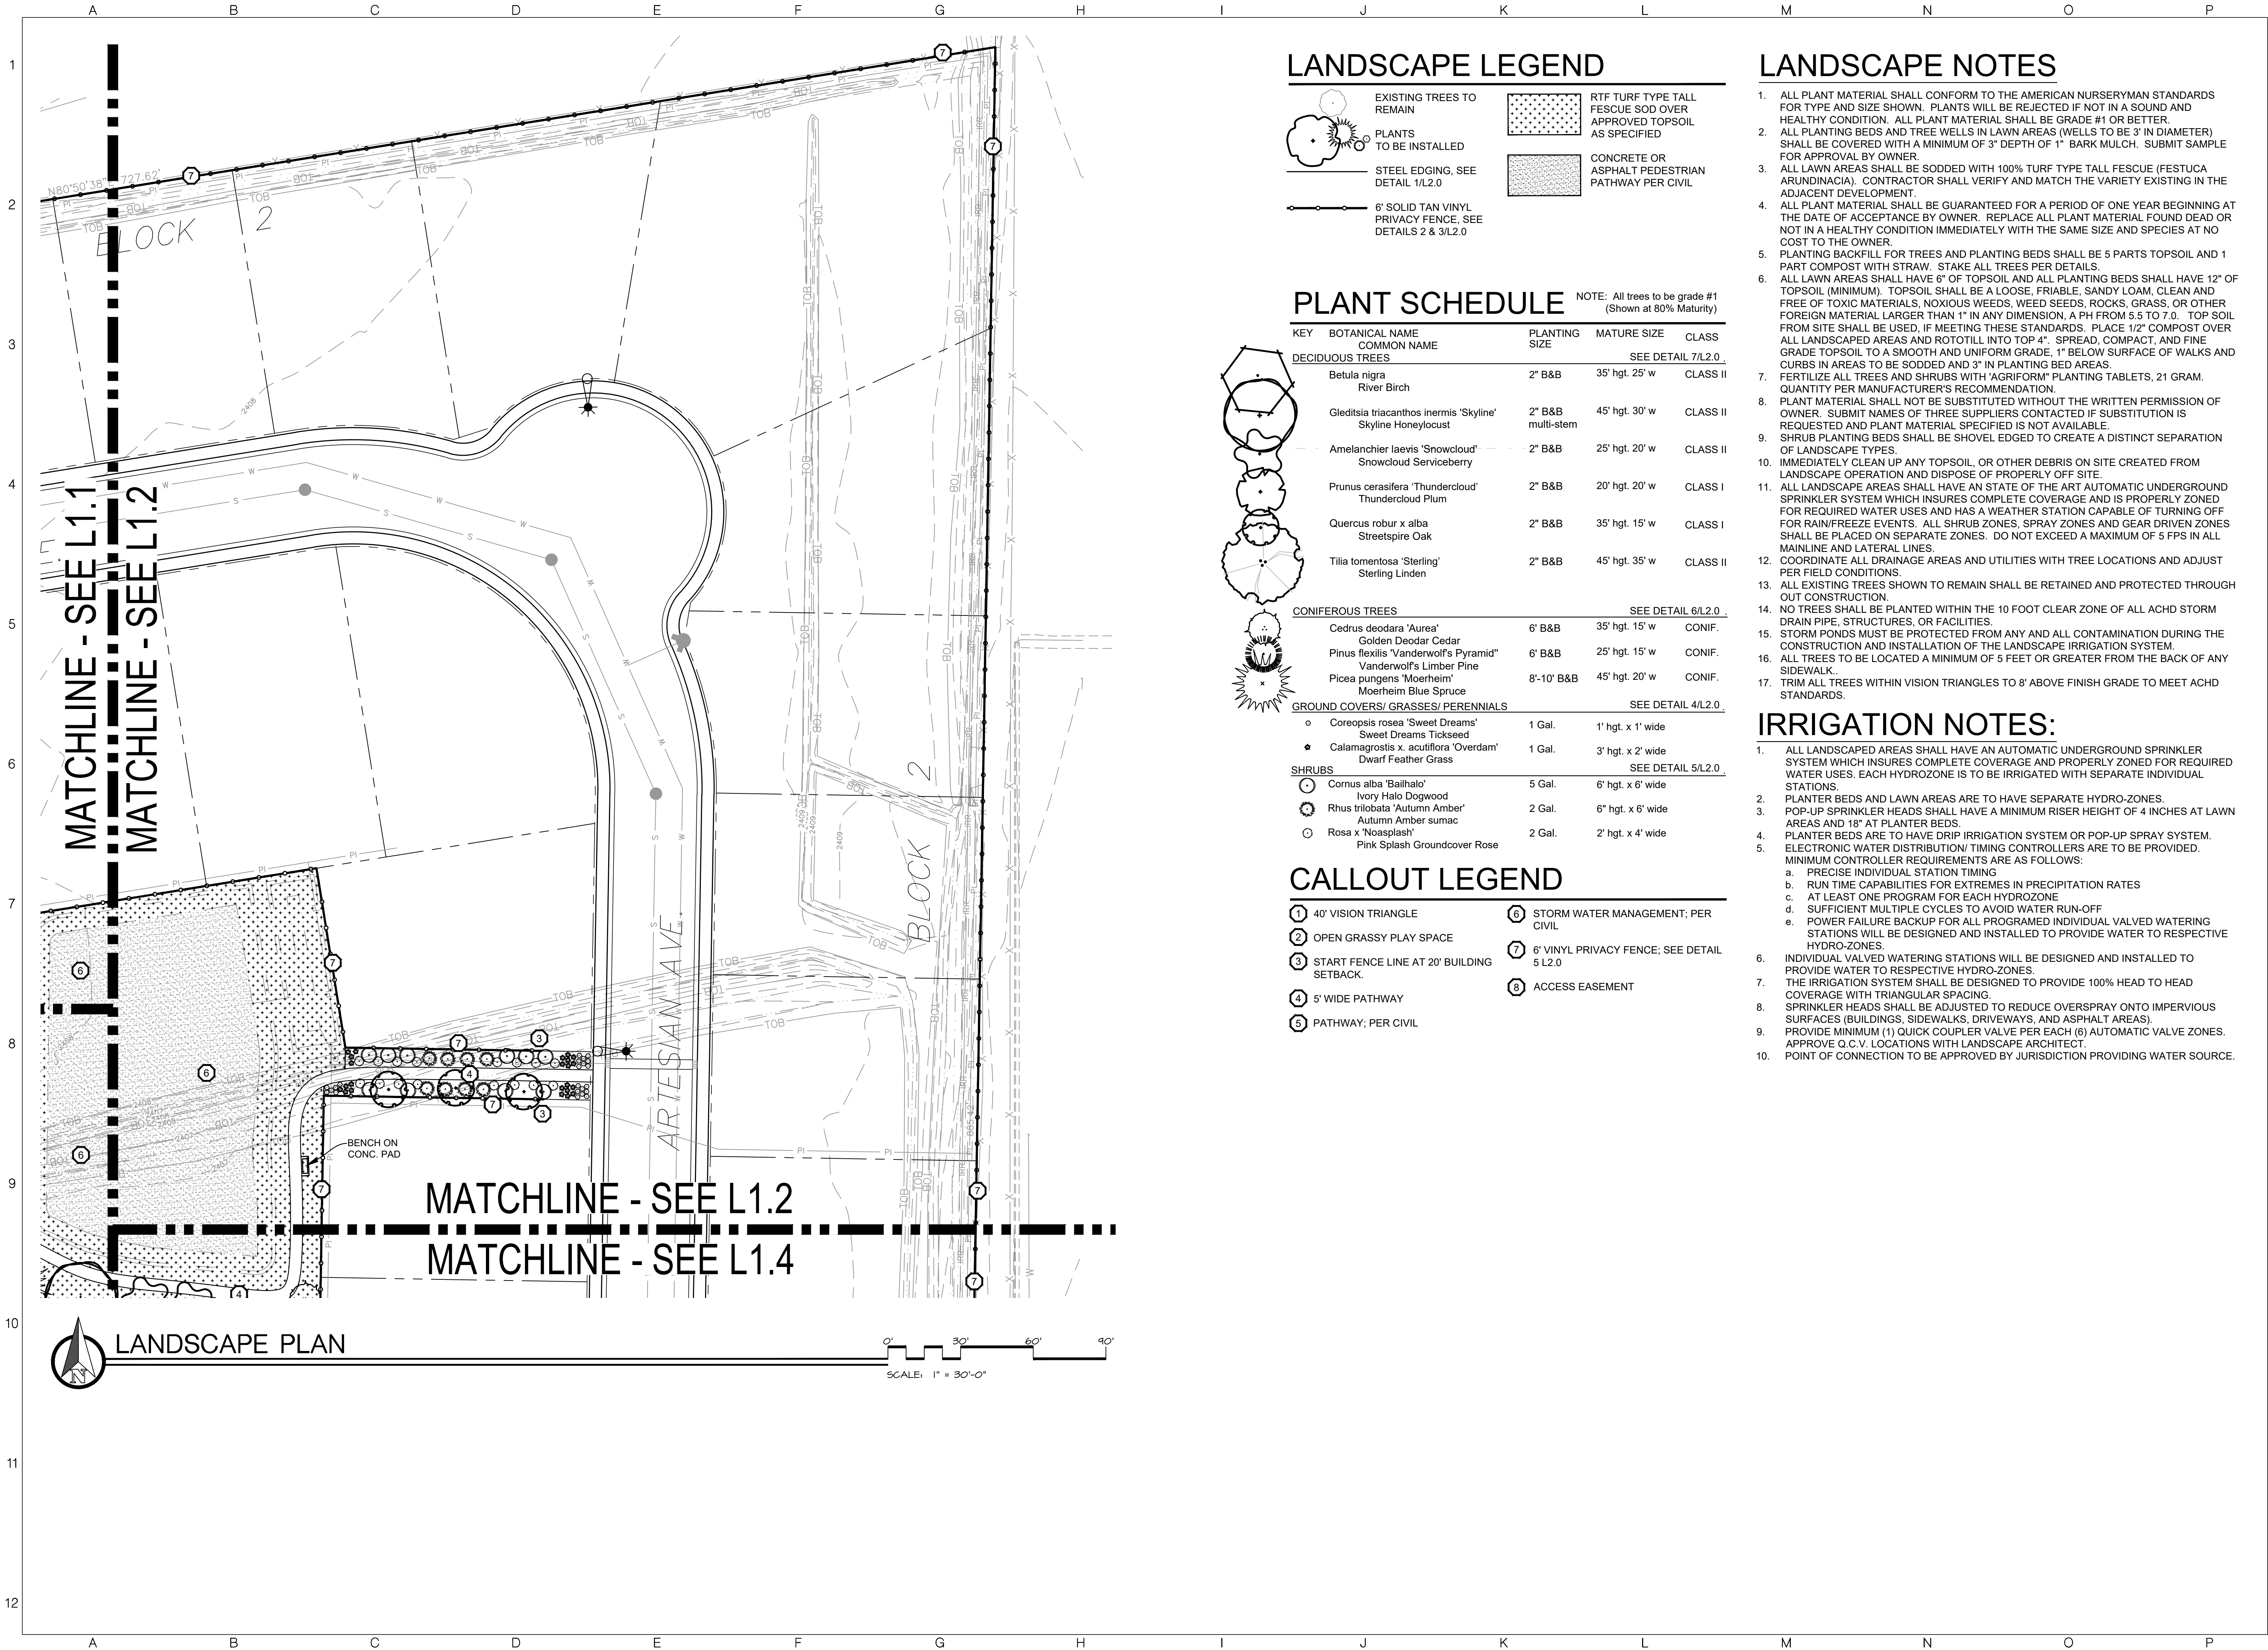 A B C D E F G H I J K L M N O P
1
2
3
4
5
6
7
8
9
10
11
12
N80°50'38" 727.62'
BLOCK 2
MATCHLINE - SEE L1.1
MATCHLINE - SEE L1.2
BLOCK 2
ARTESIAN AVE.
BENCH ON
CONC. PAD
MATCHLINE - SEE L1.2
MATCHLINE - SEE L1.4
LANDSCAPE PLAN
N
0' 30' 60' 90'
SCALE: 1" = 30'-0"
LANDSCAPE LEGEND
EXISTING TREES TO
REMAIN
PLANTS
TO BE INSTALLED
STEEL EDGING, SEE
DETAIL 1/L2.0
6' SOLID TAN VINYL
PRIVACY FENCE, SEE
DETAILS 2 & 3/L2.0
RTF TURF TYPE TALL
FESCUE SOD OVER
APPROVED TOPSOIL
AS SPECIFIED
CONCRETE OR
ASPHALT PEDESTRIAN
PATHWAY PER CIVIL
PLANT SCHEDULE
NOTE: All trees to be grade #1
(Shown at 80% Maturity)
KEY BOTANICAL NAME PLANTING MATURE SIZE CLASS
COMMON NAME SIZE
DECIDUOUS TREES SEE DETAIL 7/L2.0 .
Betula nigra 2" B&B 35' hgt. 25' w CLASS II
River Birch
Gleditsia triacanthos inermis 'Skyline' 2" B&B 45' hgt. 30' w CLASS II
Skyline Honeylocust multi-stem
Amelanchier laevis 'Snowcloud' 2" B&B 25' hgt. 20' w CLASS II
Snowcloud Serviceberry
Prunus cerasifera 'Thundercloud' 2" B&B 20' hgt. 20' w CLASS I
Thundercloud Plum
Quercus robur x alba 2" B&B 35' hgt. 15' w CLASS I
Streetspire Oak
Tilia tomentosa 'Sterling' 2" B&B 45' hgt. 35' w CLASS II
Sterling Linden
CONIFEROUS TREES SEE DETAIL 6/L2.0 .
Cedrus deodara 'Aurea' 6' B&B 35' hgt. 15' w CONIF.
Golden Deodar Cedar
Pinus flexilis 'Vanderwolf's Pyramid" 6' B&B 25' hgt. 15' w CONIF.
Vanderwolf's Limber Pine
Picea pungens 'Moerheim' 8'-10' B&B 45' hgt. 20' w CONIF.
Moerheim Blue Spruce
GROUND COVERS/ GRASSES/ PERENNIALS SEE DETAIL 4/L2.0 .
Coreopsis rosea 'Sweet Dreams' 1 Gal. 1' hgt. x 1' wide
Sweet Dreams Tickseed
Calamagrostis x. acutiflora 'Overdam' 1 Gal. 3' hgt. x 2' wide
Dwarf Feather Grass
SHRUBS SEE DETAIL 5/L2.0 .
Cornus alba 'Bailhalo' 5 Gal. 6' hgt. x 6' wide
Ivory Halo Dogwood
Rhus trilobata 'Autumn Amber' 2 Gal. 6" hgt. x 6' wide
Autumn Amber sumac
Rosa x 'Noasplash' 2 Gal. 2' hgt. x 4' wide
Pink Splash Groundcover Rose
CALLOUT LEGEND
1 40' VISION TRIANGLE
2 OPEN GRASSY PLAY SPACE
3 START FENCE LINE AT 20' BUILDING
SETBACK.
4 5' WIDE PATHWAY
5 PATHWAY; PER CIVIL
6 STORM WATER MANAGEMENT; PER
CIVIL
7 6' VINYL PRIVACY FENCE; SEE DETAIL
5 L2.0
8 ACCESS EASEMENT
LANDSCAPE NOTES
1. ALL PLANT MATERIAL SHALL CONFORM TO THE AMERICAN NURSERYMAN STANDARDS
FOR TYPE AND SIZE SHOWN. PLANTS WILL BE REJECTED IF NOT IN A SOUND AND
HEALTHY CONDITION. ALL PLANT MATERIAL SHALL BE GRADE #1 OR BETTER.
2. ALL PLANTING BEDS AND TREE WELLS IN LAWN AREAS (WELLS TO BE 3' IN DIAMETER)
SHALL BE COVERED WITH A MINIMUM OF 3" DEPTH OF 1" BARK MULCH. SUBMIT SAMPLE
FOR APPROVAL BY OWNER.
3. ALL LAWN AREAS SHALL BE SODDED WITH 100% TURF TYPE TALL FESCUE (FESTUCA
ARUNDINACIA). CONTRACTOR SHALL VERIFY AND MATCH THE VARIETY EXISTING IN THE
ADJACENT DEVELOPMENT.
4. ALL PLANT MATERIAL SHALL BE GUARANTEED FOR A PERIOD OF ONE YEAR BEGINNING AT
THE DATE OF ACCEPTANCE BY OWNER. REPLACE ALL PLANT MATERIAL FOUND DEAD OR
NOT IN A HEALTHY CONDITION IMMEDIATELY WITH THE SAME SIZE AND SPECIES AT NO
COST TO THE OWNER.
5. PLANTING BACKFILL FOR TREES AND PLANTING BEDS SHALL BE 5 PARTS TOPSOIL AND 1
PART COMPOST WITH STRAW. STAKE ALL TREES PER DETAILS.
6. ALL LAWN AREAS SHALL HAVE 6" OF TOPSOIL AND ALL PLANTING BEDS SHALL HAVE 12" OF
TOPSOIL (MINIMUM). TOPSOIL SHALL BE A LOOSE, FRIABLE, SANDY LOAM, CLEAN AND
FREE OF TOXIC MATERIALS, NOXIOUS WEEDS, WEED SEEDS, ROCKS, GRASS, OR OTHER
FOREIGN MATERIAL LARGER THAN 1" IN ANY DIMENSION, A PH FROM 5.5 TO 7.0. TOP SOIL
FROM SITE SHALL BE USED, IF MEETING THESE STANDARDS. PLACE 1/2" COMPOST OVER
ALL LANDSCAPED AREAS AND ROTOTILL INTO TOP 4". SPREAD, COMPACT, AND FINE
GRADE TOPSOIL TO A SMOOTH AND UNIFORM GRADE, 1" BELOW SURFACE OF WALKS AND
CURBS IN AREAS TO BE SODDED AND 3" IN PLANTING BED AREAS.
7. FERTILIZE ALL TREES AND SHRUBS WITH 'AGRIFORM" PLANTING TABLETS, 21 GRAM.
QUANTITY PER MANUFACTURER'S RECOMMENDATION.
8. PLANT MATERIAL SHALL NOT BE SUBSTITUTED WITHOUT THE WRITTEN PERMISSION OF
OWNER. SUBMIT NAMES OF THREE SUPPLIERS CONTACTED IF SUBSTITUTION IS
REQUESTED AND PLANT MATERIAL SPECIFIED IS NOT AVAILABLE.
9. SHRUB PLANTING BEDS SHALL BE SHOVEL EDGED TO CREATE A DISTINCT SEPARATION
OF LANDSCAPE TYPES.
10. IMMEDIATELY CLEAN UP ANY TOPSOIL, OR OTHER DEBRIS ON SITE CREATED FROM
LANDSCAPE OPERATION AND DISPOSE OF PROPERLY OFF SITE.
11. ALL LANDSCAPE AREAS SHALL HAVE AN STATE OF THE ART AUTOMATIC UNDERGROUND
SPRINKLER SYSTEM WHICH INSURES COMPLETE COVERAGE AND IS PROPERLY ZONED
FOR REQUIRED WATER USES AND HAS A WEATHER STATION CAPABLE OF TURNING OFF
FOR RAIN/FREEZE EVENTS. ALL SHRUB ZONES, SPRAY ZONES AND GEAR DRIVEN ZONES
SHALL BE PLACED ON SEPARATE ZONES. DO NOT EXCEED A MAXIMUM OF 5 FPS IN ALL
MAINLINE AND LATERAL LINES.
12. COORDINATE ALL DRAINAGE AREAS AND UTILITIES WITH TREE LOCATIONS AND ADJUST
PER FIELD CONDITIONS.
13. ALL EXISTING TREES SHOWN TO REMAIN SHALL BE RETAINED AND PROTECTED THROUGH
OUT CONSTRUCTION.
14. NO TREES SHALL BE PLANTED WITHIN THE 10 FOOT CLEAR ZONE OF ALL ACHD STORM
DRAIN PIPE, STRUCTURES, OR FACILITIES.
15. STORM PONDS MUST BE PROTECTED FROM ANY AND ALL CONTAMINATION DURING THE
CONSTRUCTION AND INSTALLATION OF THE LANDSCAPE IRRIGATION SYSTEM.
16. ALL TREES TO BE LOCATED A MINIMUM OF 5 FEET OR GREATER FROM THE BACK OF ANY
SIDEWALK..
17. TRIM ALL TREES WITHIN VISION TRIANGLES TO 8' ABOVE FINISH GRADE TO MEET ACHD
STANDARDS.
IRRIGATION NOTES:
1. ALL LANDSCAPED AREAS SHALL HAVE AN AUTOMATIC UNDERGROUND SPRINKLER
SYSTEM WHICH INSURES COMPLETE COVERAGE AND PROPERLY ZONED FOR REQUIRED
WATER USES. EACH HYDROZONE IS TO BE IRRIGATED WITH SEPARATE INDIVIDUAL
STATIONS.
2. PLANTER BEDS AND LAWN AREAS ARE TO HAVE SEPARATE HYDRO-ZONES.
3. POP-UP SPRINKLER HEADS SHALL HAVE A MINIMUM RISER HEIGHT OF 4 INCHES AT LAWN
AREAS AND 18" AT PLANTER BEDS.
4. PLANTER BEDS ARE TO HAVE DRIP IRRIGATION SYSTEM OR POP-UP SPRAY SYSTEM.
5. ELECTRONIC WATER DISTRIBUTION/ TIMING CONTROLLERS ARE TO BE PROVIDED.
MINIMUM CONTROLLER REQUIREMENTS ARE AS FOLLOWS:
a. PRECISE INDIVIDUAL STATION TIMING
b. RUN TIME CAPABILITIES FOR EXTREMES IN PRECIPITATION RATES
c. AT LEAST ONE PROGRAM FOR EACH HYDROZONE
d. SUFFICIENT MULTIPLE CYCLES TO AVOID WATER RUN-OFF
e. POWER FAILURE BACKUP FOR ALL PROGRAMED INDIVIDUAL VALVED WATERING
STATIONS WILL BE DESIGNED AND INSTALLED TO PROVIDE WATER TO RESPECTIVE
HYDRO-ZONES.
6. INDIVIDUAL VALVED WATERING STATIONS WILL BE DESIGNED AND INSTALLED TO
PROVIDE WATER TO RESPECTIVE HYDRO-ZONES.
7. THE IRRIGATION SYSTEM SHALL BE DESIGNED TO PROVIDE 100% HEAD TO HEAD
COVERAGE WITH TRIANGULAR SPACING.
8. SPRINKLER HEADS SHALL BE ADJUSTED TO REDUCE OVERSPRAY ONTO IMPERVIOUS
SURFACES (BUILDINGS, SIDEWALKS, DRIVEWAYS, AND ASPHALT AREAS).
9. PROVIDE MINIMUM (1) QUICK COUPLER VALVE PER EACH (6) AUTOMATIC VALVE ZONES.
APPROVE Q.C.V. LOCATIONS WITH LANDSCAPE ARCHITECT.
10. POINT OF CONNECTION TO BE APPROVED BY JURISDICTION PROVIDING WATER SOURCE.
A B C D E F G H I J K L M N O P